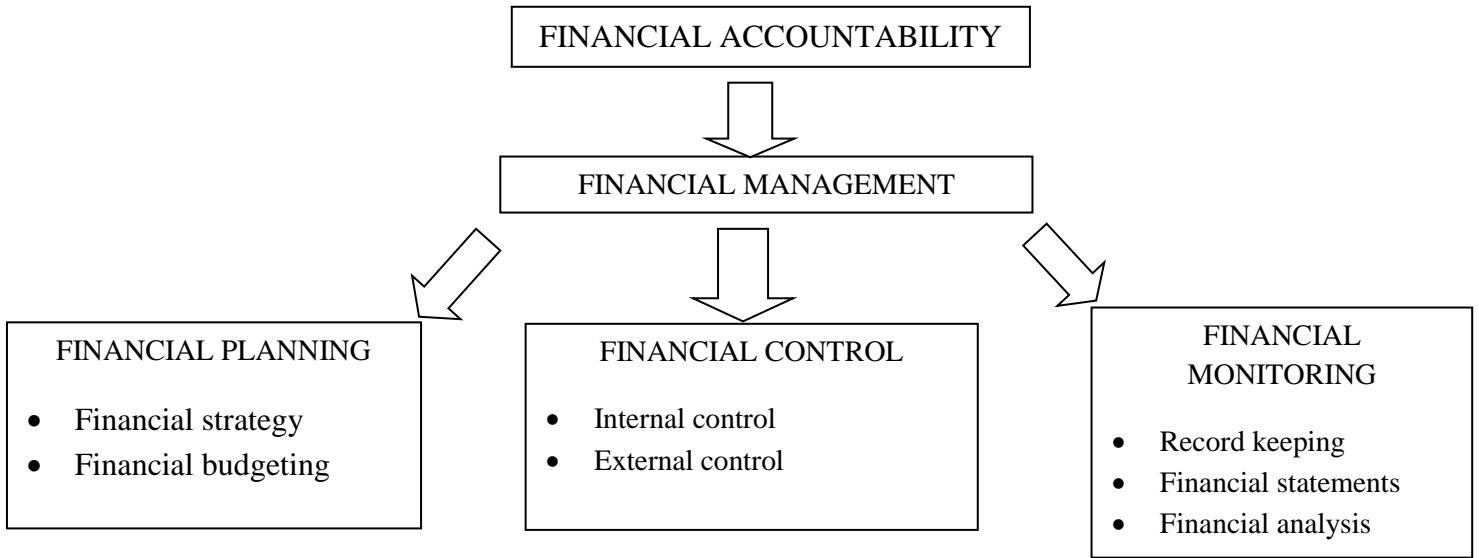 FINANCIAL ACCOUNTABILITY
FINANCIAL MANAGEMENT
FINANCIAL PLANNING
• Financial strategy
• Financial budgeting
FINANCIAL CONTROL
• Internal control
• External control
FINANCIAL
MONITORING
• Record keeping
• Financial statements
• Financial analysis